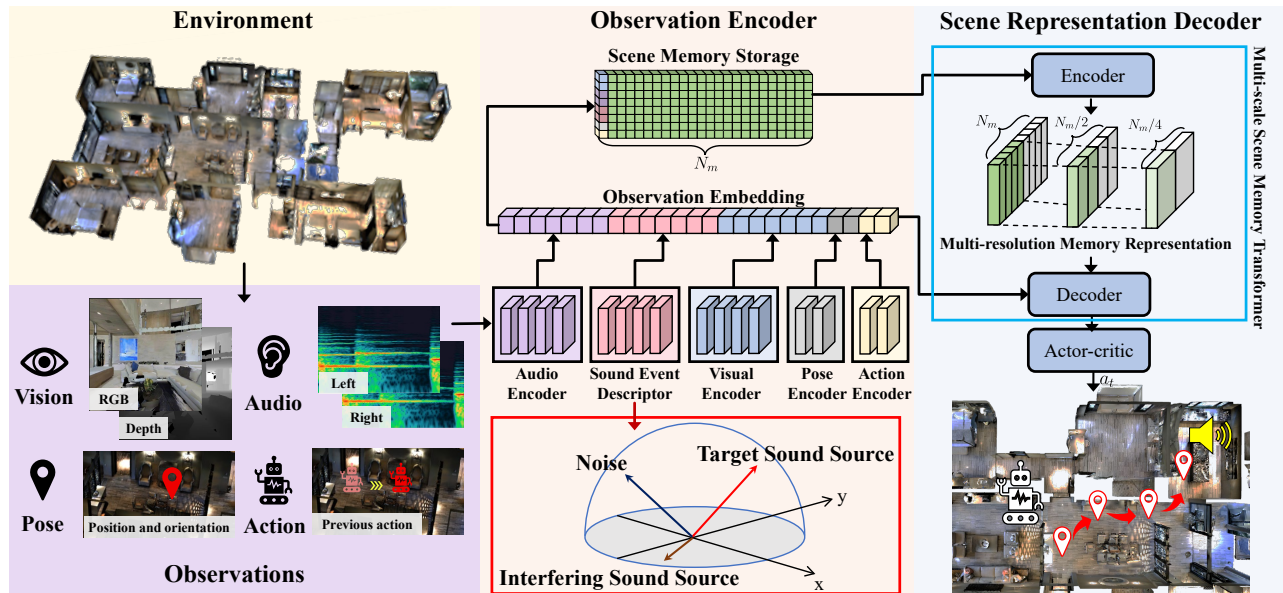 Environment
Vision
RGB
Depth
Audio
Left
Right
Pose
Position and orientation
Action
Previous action
Observations
Observation Encoder
Scene Memory Storage
N_m
Observation Embedding
Audio
Encoder
Sound Event
Descriptor
Visual
Encoder
Pose
Encoder
Action
Encoder
Noise
Target Sound Source
y
x
Interfering Sound Source
Scene Representation Decoder
Encoder
N_m
N_m/2
N_m/4
Multi-resolution Memory Representation
Decoder
Multi-scale Scene Memory Transformer
Actor-critic
a_t